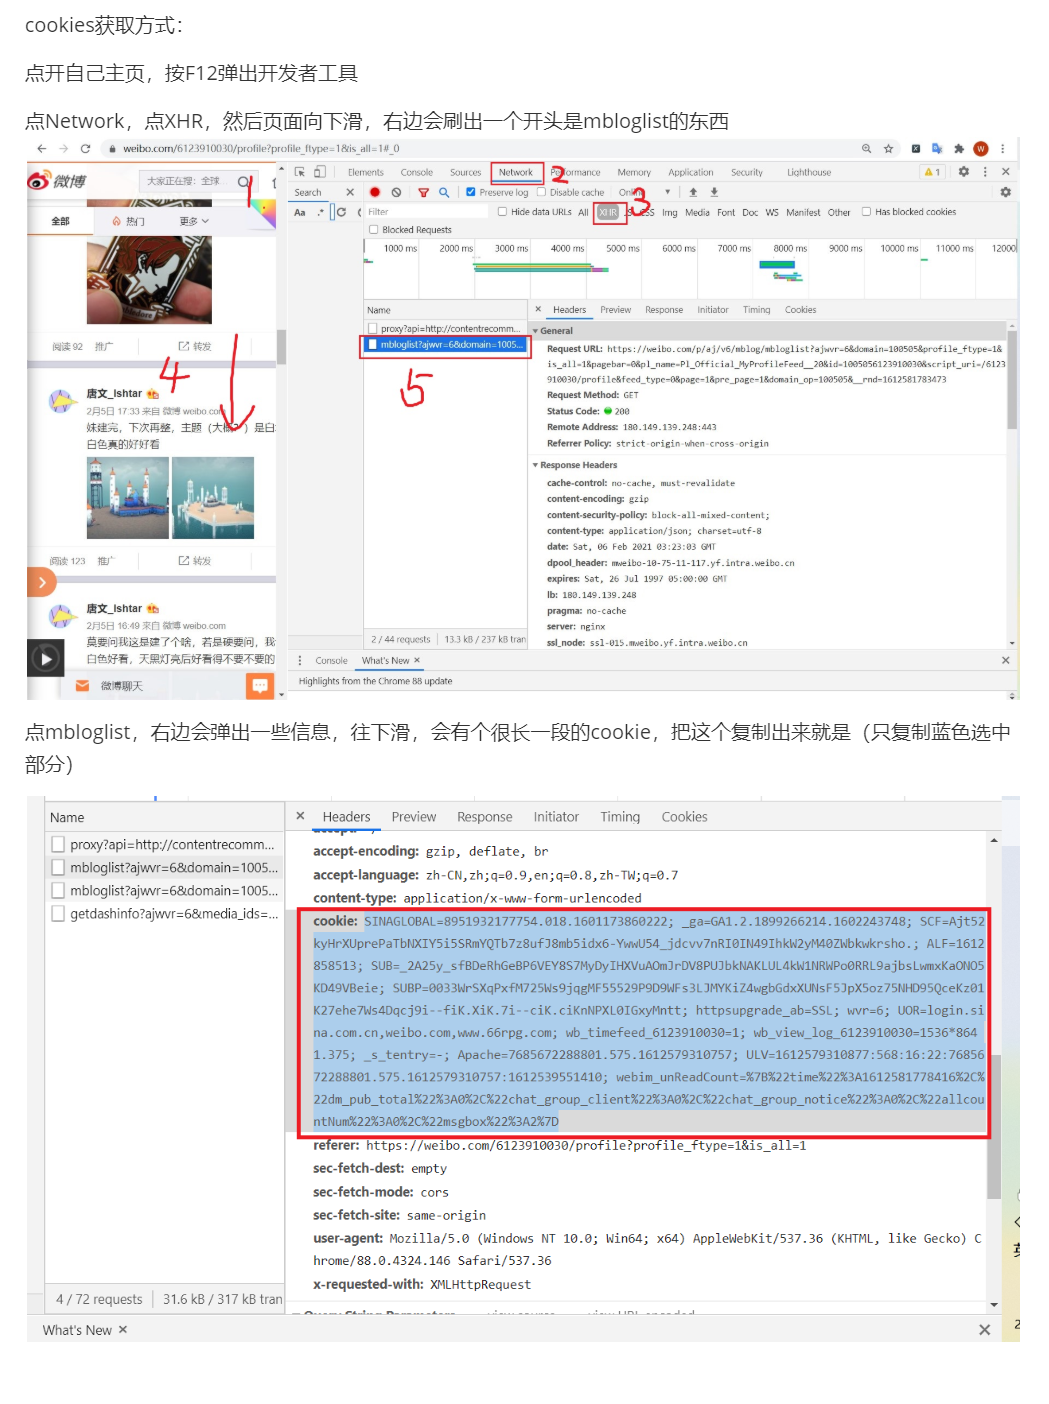 cookies获取方式：
点开自己主页，按F12弹出开发者工具
点Network，点XHR，然后页面向下滑，右边会刷出一个开头是mbloglist的东西
weibo.com/6123910030/profile?profile_ftype=1&is_all=1#_0
微博
大家正在搜：全球
1
全部
热门
更多
阅读 92 推广
转发
4
唐文_Ishtar
2月5日 17:33 来自 微博 weibo.com
妹建完，下次再整，主题（大概？）是白
白色真的好好看
阅读 123 推广
转发
唐文_Ishtar
2月5日 16:49 来自 微博 weibo.com
莫要问我这是建了个啥，若是硬要问，我
白色好看，天黑灯亮后好看得不要不要的
微博聊天
Elements Console Sources Network Performance Memory Application Security Lighthouse
1
2
Search
Preserve log Disable cache
3
Aa .*
Filter
Hide data URLs All XHR JS CSS Img Media Font Doc WS Manifest Other Has blocked cookies
Blocked Requests
1000 ms 2000 ms 3000 ms 4000 ms 5000 ms 6000 ms 7000 ms 8000 ms 9000 ms 10000 ms 11000 ms 12000
Name
proxy?api=http://contentrecomm...
mbloglist?ajwvr=6&domain=1005...
5
2 / 44 requests 13.3 kB / 237 kB tran
Headers Preview Response Initiator Timing Cookies
General
Request URL: https://weibo.com/p/aj/v6/mblog/mbloglist?ajwvr=6&domain=100505&profile_ftype=1&
is_all=1&pagebar=0&pl_name=Pl_Official_MyProfileFeed__20&id=1005056123910030&script_uri=/6123
910030/profile&feed_type=0&page=1&pre_page=1&domain_op=100505&__rnd=1612581783473
Request Method: GET
Status Code: 200
Remote Address: 180.149.139.248:443
Referrer Policy: strict-origin-when-cross-origin
Response Headers
cache-control: no-cache, must-revalidate
content-encoding: gzip
content-security-policy: block-all-mixed-content;
content-type: application/json; charset=utf-8
date: Sat, 06 Feb 2021 03:23:03 GMT
dpool_header: mweibo-10-75-11-117.yf.intra.weibo.cn
expires: Sat, 26 Jul 1997 05:00:00 GMT
lb: 180.149.139.248
pragma: no-cache
server: nginx
ssl_node: ssl-015.mweibo.yf.intra.weibo.cn
Console What's New
Highlights from the Chrome 88 update
点mbloglist，右边会弹出一些信息，往下滑，会有个很长一段的cookie，把这个复制出来就是（只复制蓝色选中
部分）
Name
proxy?api=http://contentrecomm...
mbloglist?ajwvr=6&domain=1005...
mbloglist?ajwvr=6&domain=1005...
getdashinfo?ajwvr=6&media_ids=...
4 / 72 requests 31.6 kB / 317 kB tran
Headers Preview Response Initiator Timing Cookies
accept-encoding: gzip, deflate, br
accept-language: zh-CN,zh;q=0.9,en;q=0.8,zh-TW;q=0.7
content-type: application/x-www-form-urlencoded
cookie: SINAGLOBAL=8951932177754.018.1601173860222; _ga=GA1.2.1899266214.1602243748; SCF=Ajt52
kyHrXUprePaTbNXIY5i5SRmYQTb7z8ufJ8mb5idx6-YwwU54_jdcvv7nRI0IN49IhkW2yM40ZWbkwkrsho.; ALF=1612
858513; SUB=_2A25y_sfBDeRhGeBP6VEY8S7MyDyIHXVuAOmJrDV8PUJbkNAKLUL4kW1NRWPo0RRL9ajbsLwmxKaONO5
KD49VBeie; SUBP=0033WrSXqPxfM725Ws9jqgMF55529P9D9WFs3LJMYKiZ4wgbGdxXUNsF5JpX5oz75NHD95QceKz01
K27ehe7Ws4Dqcj9i--fiK.XiK.7i--ciK.ciKnNPXL0IGxyMntt; httpsupgrade_ab=SSL; wvr=6; UOR=login.si
na.com.cn,weibo.com,www.66rpg.com; wb_timefeed_6123910030=1; wb_view_log_6123910030=1536*864
1.375; _s_tentry=-; Apache=7685672288801.575.1612579310757; ULV=1612579310877:568:16:22:76856
72288801.575.1612579310757:1612539551410; webim_unReadCount=%7B%22time%22%3A1612581778416%2C%
22dm_pub_total%22%3A0%2C%22chat_group_client%22%3A0%2C%22chat_group_notice%22%3A0%2C%22allcou
ntNum%22%3A0%2C%22msgbox%22%3A2%7D
referer: https://weibo.com/6123910030/profile?profile_ftype=1&is_all=1
sec-fetch-dest: empty
sec-fetch-mode: cors
sec-fetch-site: same-origin
user-agent: Mozilla/5.0 (Windows NT 10.0; Win64; x64) AppleWebKit/537.36 (KHTML, like Gecko) C
hrome/88.0.4324.146 Safari/537.36
x-requested-with: XMLHttpRequest
What's New